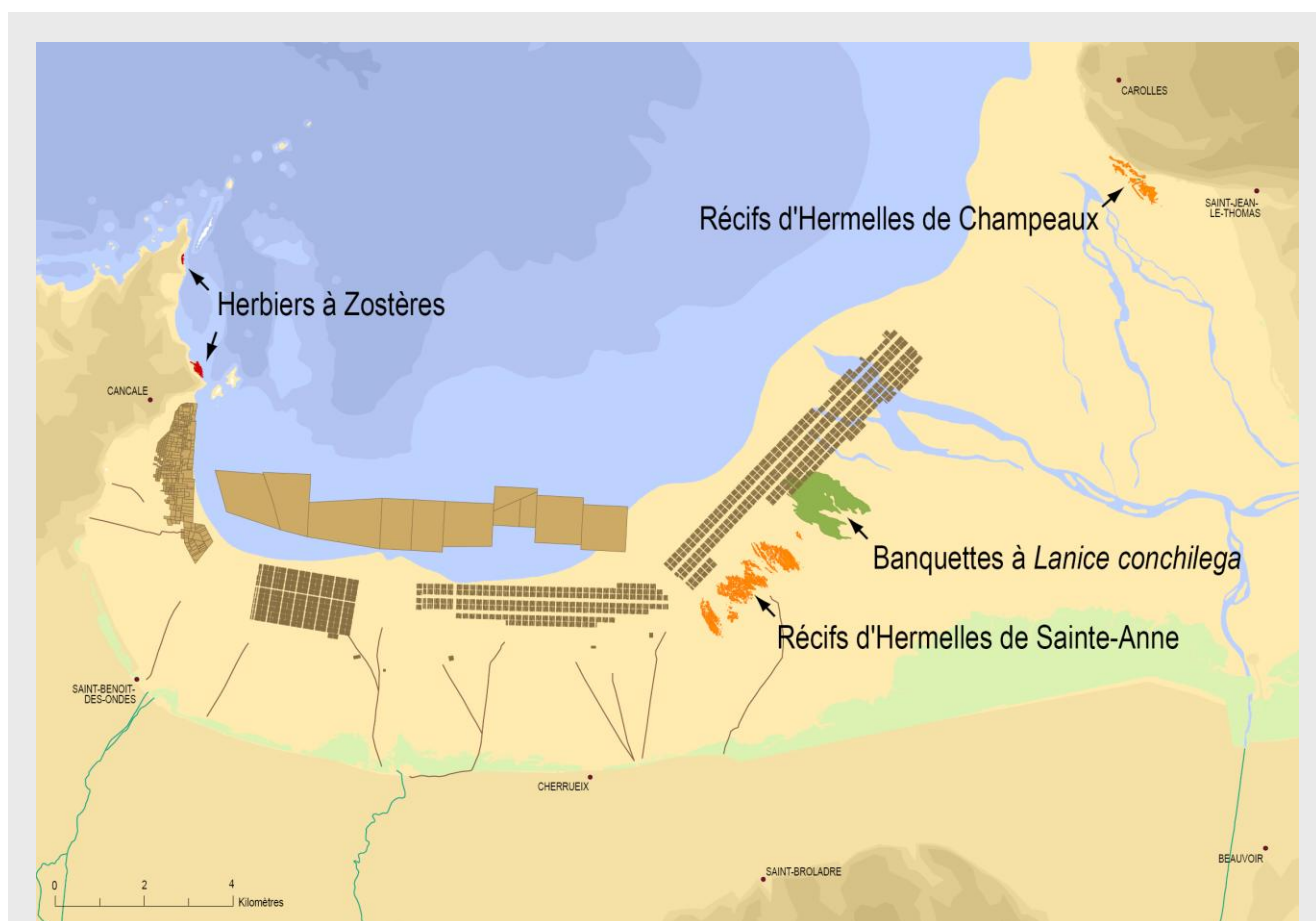 CAROLLES
SAINT-JEAN-
LE-THOMAS
Récifs d'Hermelles de Champeaux
Herbiers à Zostères
CANCALE
Banquettes à Lanice conchilega
Récifs d'Hermelles de Sainte-Anne
SAINT-BENOIT-
DES-ONDES
CHERRUEIX
BEAUVOIR
SAINT-BROLADRE
0 2 4
Kilomètres